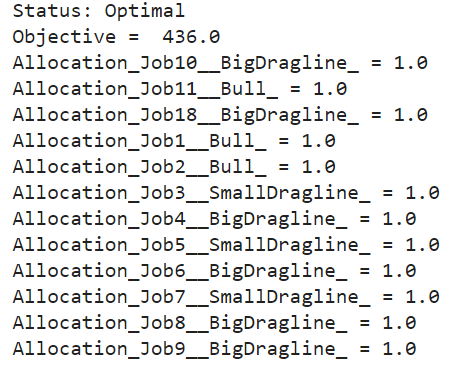 Status: Optimal
Objective =  436.0
Allocation_Job10__BigDragline_ = 1.0
Allocation_Job11__Bull_ = 1.0
Allocation_Job18__BigDragline_ = 1.0
Allocation_Job1__Bull_ = 1.0
Allocation_Job2__Bull_ = 1.0
Allocation_Job3__SmallDragline_ = 1.0
Allocation_Job4__BigDragline_ = 1.0
Allocation_Job5__SmallDragline_ = 1.0
Allocation_Job6__BigDragline_ = 1.0
Allocation_Job7__SmallDragline_ = 1.0
Allocation_Job8__BigDragline_ = 1.0
Allocation_Job9__BigDragline_ = 1.0